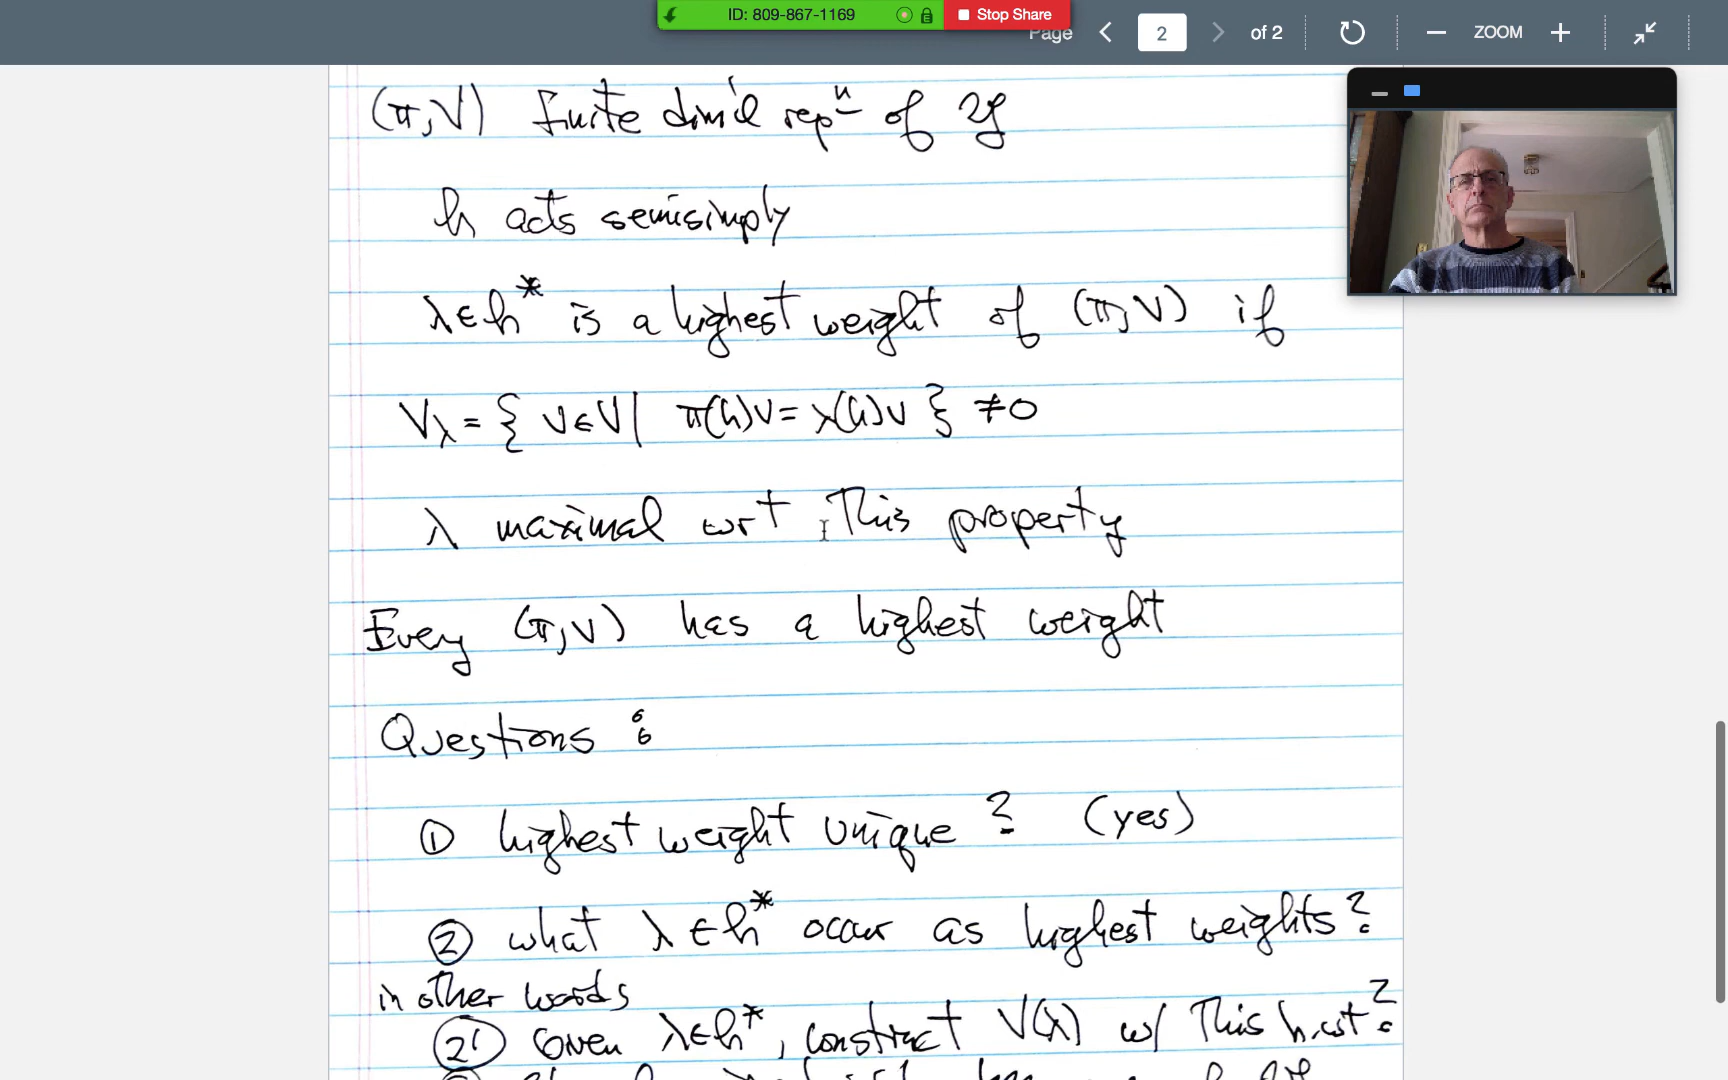 ID: 809-867-1169 Stop Share
Page 2 of 2 ZOOM
(π, V) finite dim'l repⁿ of 𝔤
h acts semisimply
λ∈h* is a highest weight of (π, V) if
V_λ = { v∈V | π(h)v = λ(h)v } ≠0
λ maximal wrt This property
Every (π, V) has a highest weight
Questions :
① highest weight unique ? (yes)
② what λ∈h* occur as highest weights?
in other words
②' Given λ∈h*, construct V(λ) w/ This h.wt?